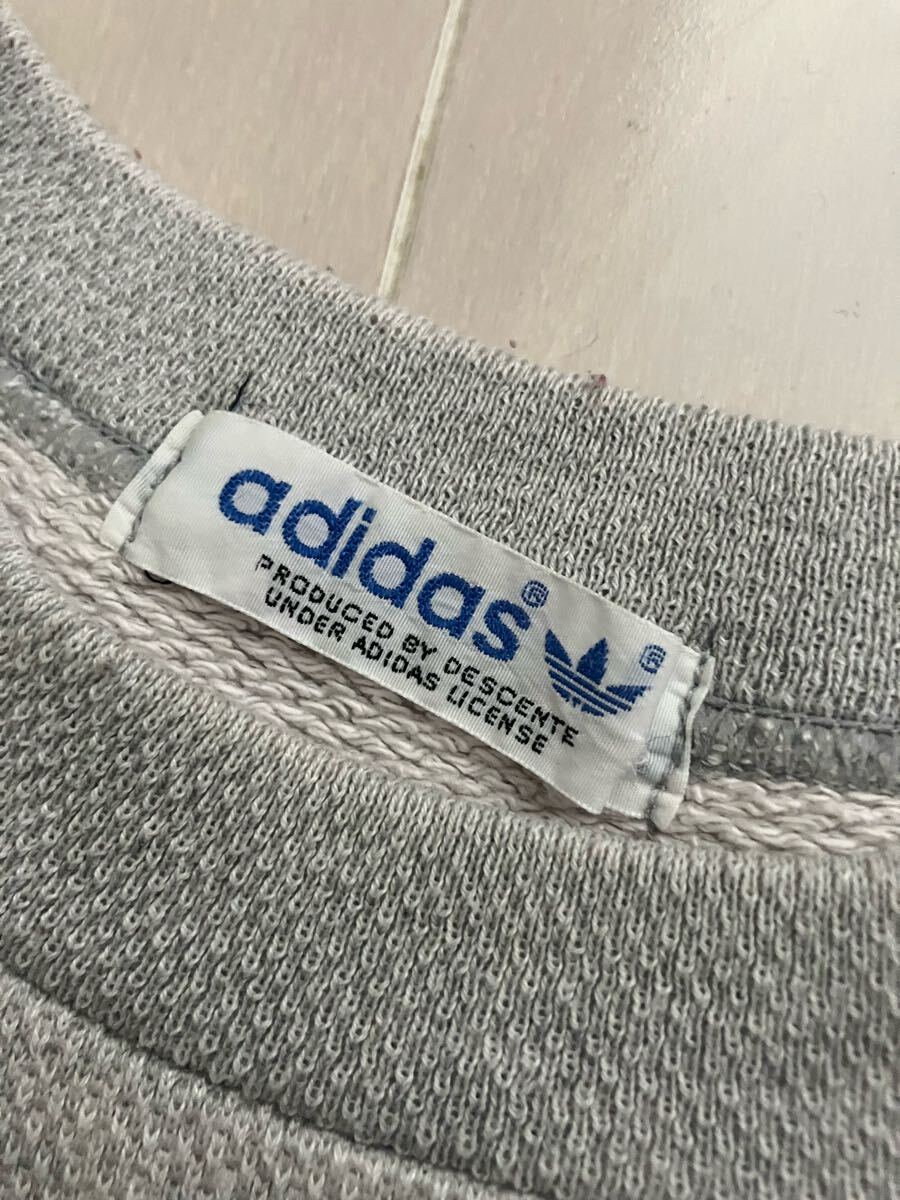 adidas®
®
PRODUCED BY DESCENTE
UNDER ADIDAS LICENSE